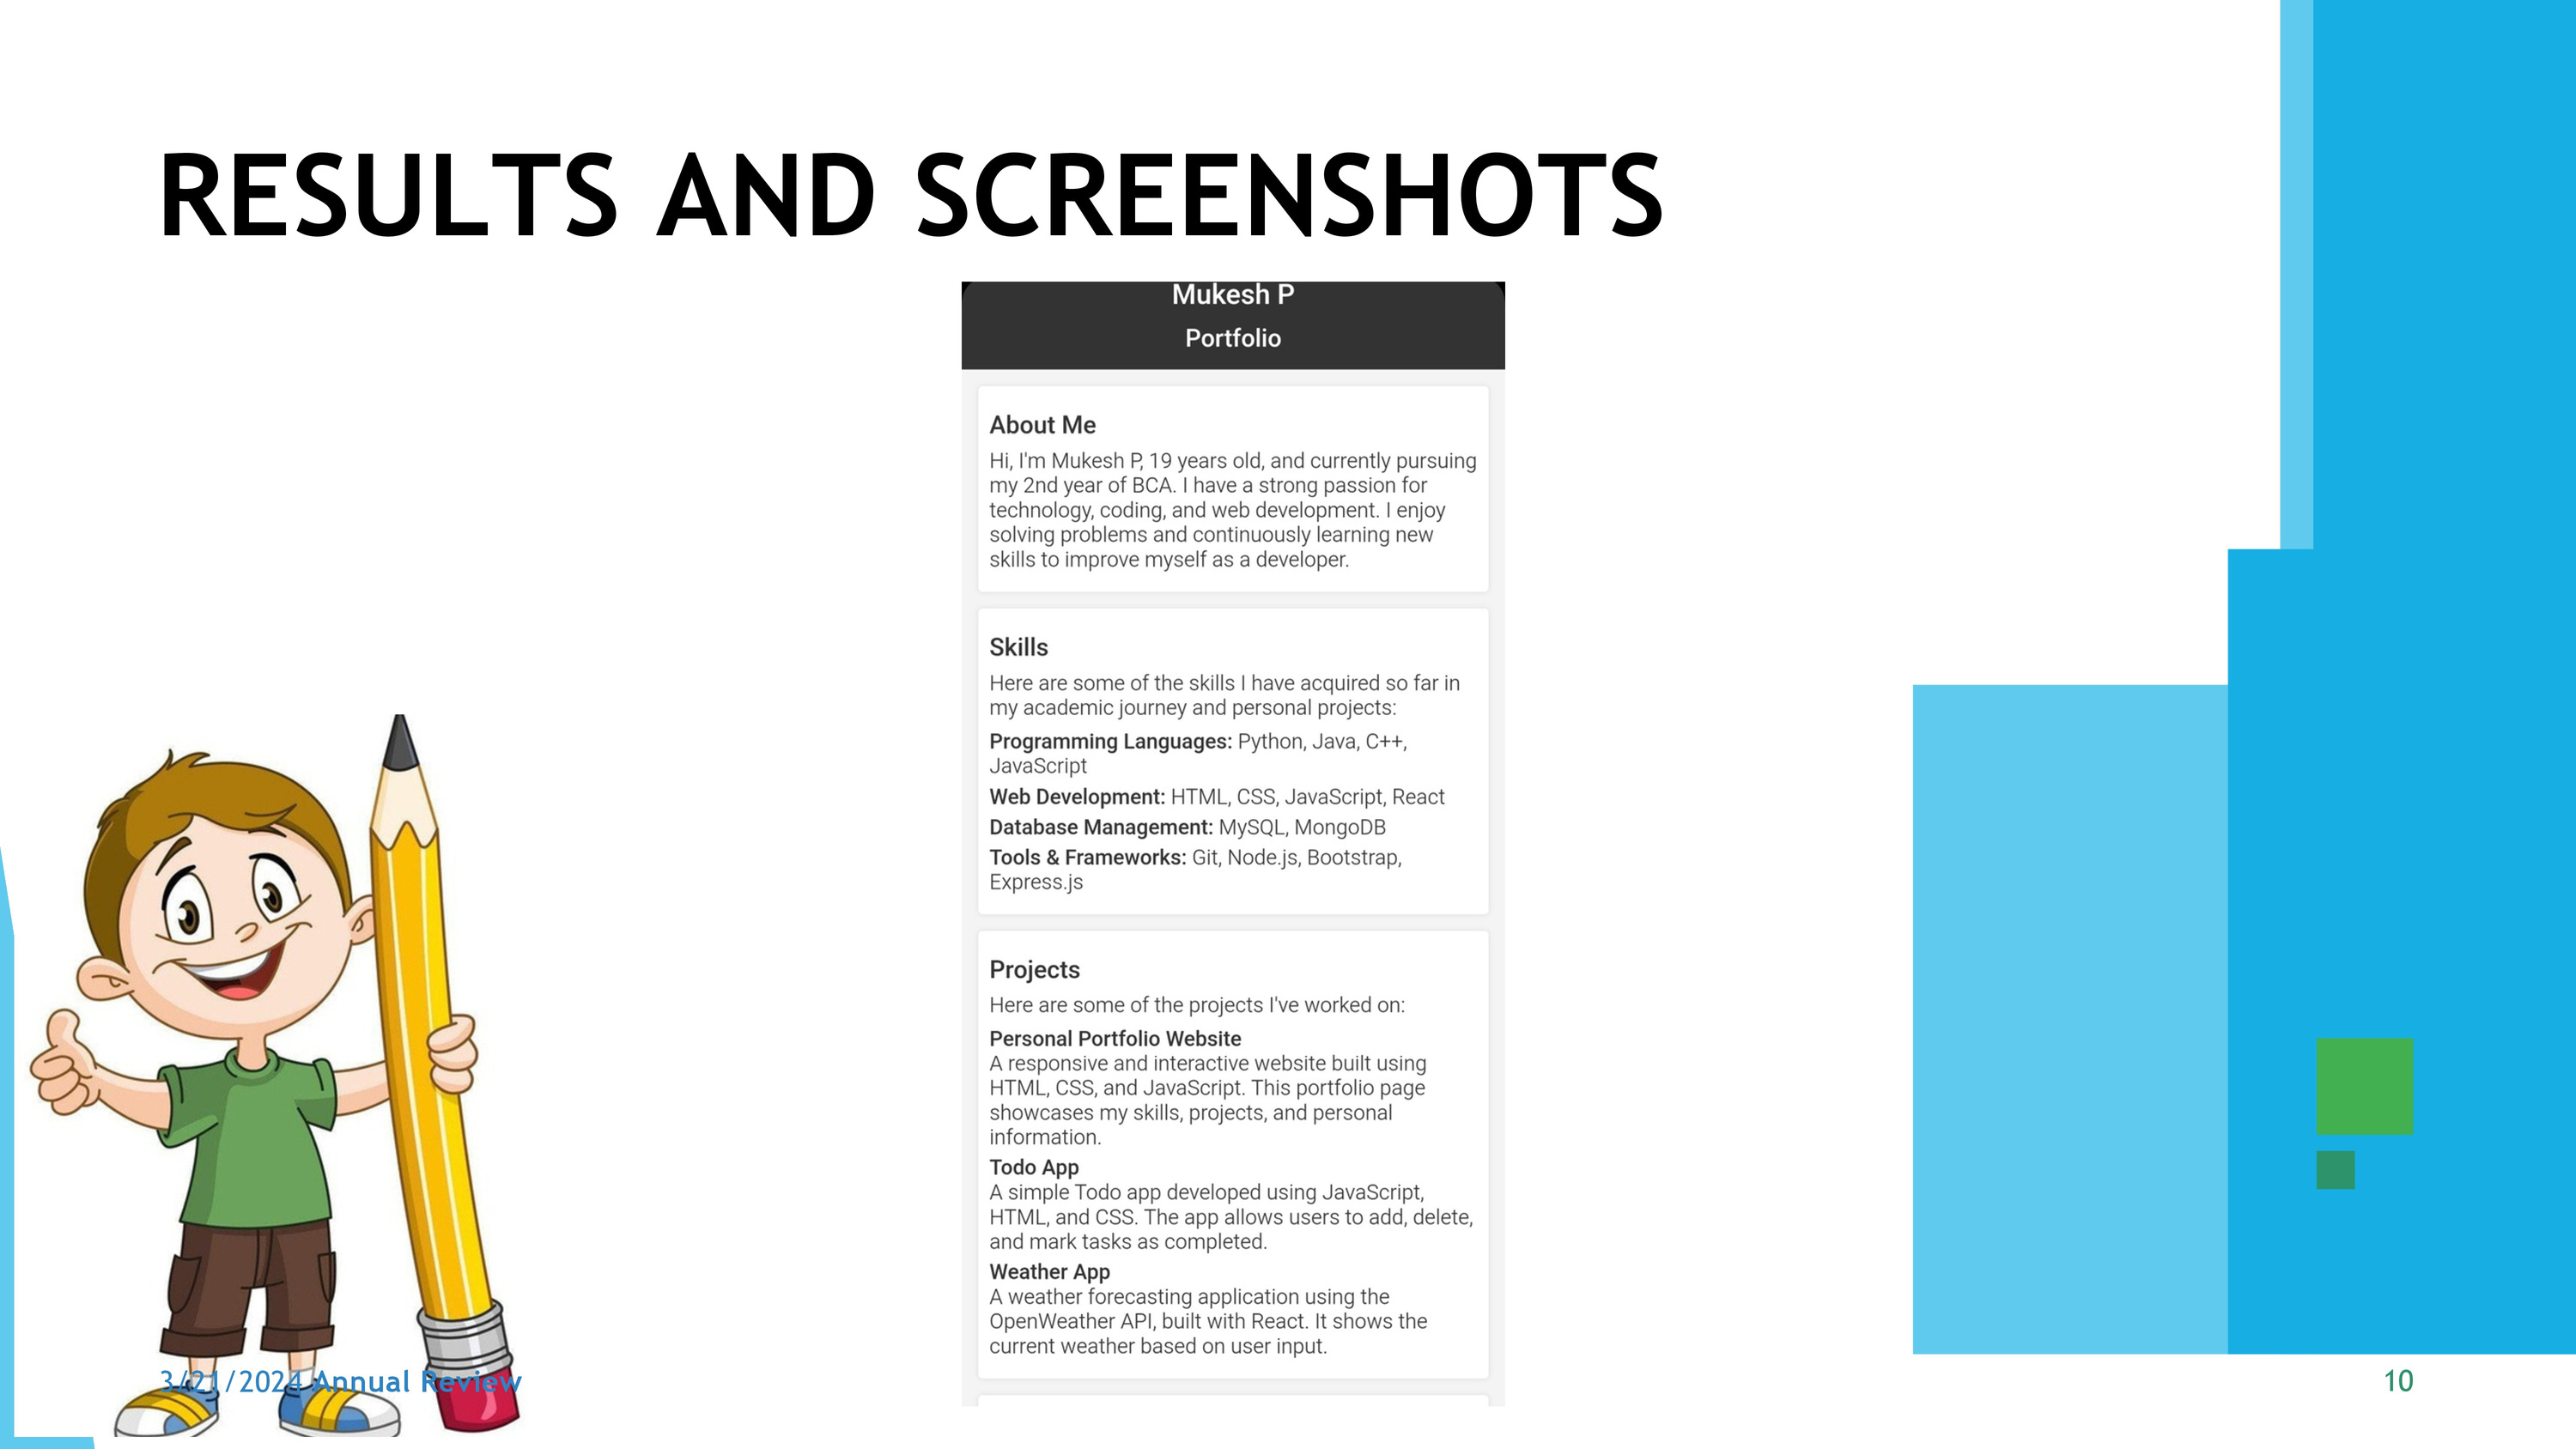 RESULTS AND SCREENSHOTS
Mukesh P
Portfolio
About Me
Hi, I'm Mukesh P, 19 years old, and currently pursuing
my 2nd year of BCA. I have a strong passion for
technology, coding, and web development. I enjoy
solving problems and continuously learning new
skills to improve myself as a developer.
Skills
Here are some of the skills I have acquired so far in
my academic journey and personal projects:
Programming Languages: Python, Java, C++,
JavaScript
Web Development: HTML, CSS, JavaScript, React
Database Management: MySQL, MongoDB
Tools & Frameworks: Git, Node.js, Bootstrap,
Express.js
Projects
Here are some of the projects I've worked on:
Personal Portfolio Website
A responsive and interactive website built using
HTML, CSS, and JavaScript. This portfolio page
showcases my skills, projects, and personal
information.
Todo App
A simple Todo app developed using JavaScript,
HTML, and CSS. The app allows users to add, delete,
and mark tasks as completed.
Weather App
A weather forecasting application using the
OpenWeather API, built with React. It shows the
current weather based on user input.
3/21/2024 Annual Review
10